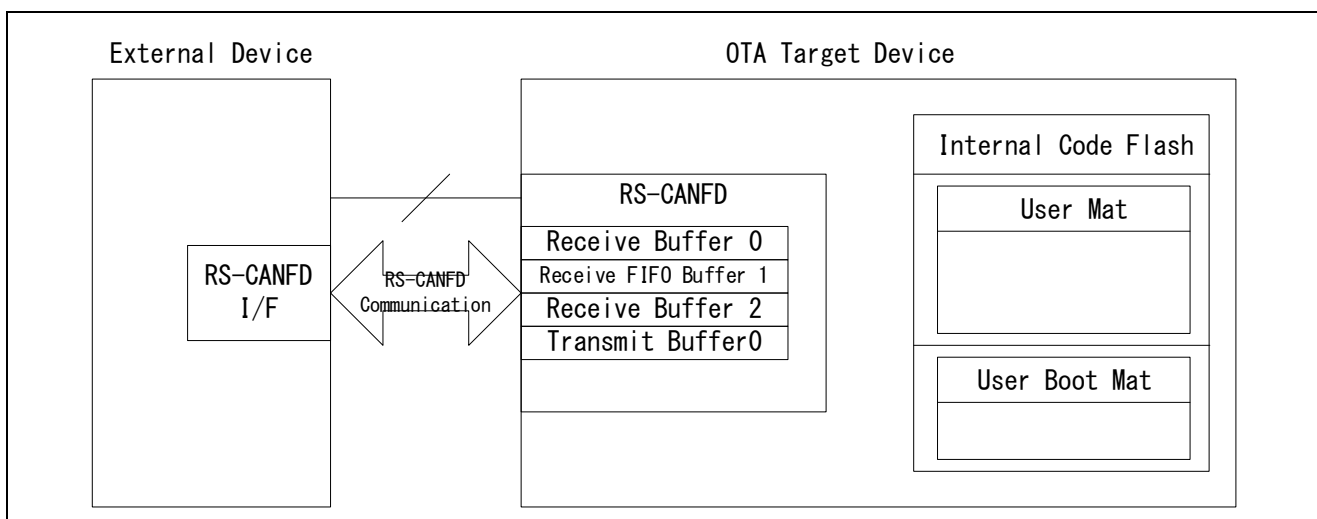 External Device
OTA Target Device
RS-CANFD
I/F
RS-CANFD
Communication
RS-CANFD
Receive Buffer 0
Receive FIFO Buffer 1
Receive Buffer 2
Transmit Buffer0
Internal Code Flash
User Mat
User Boot Mat